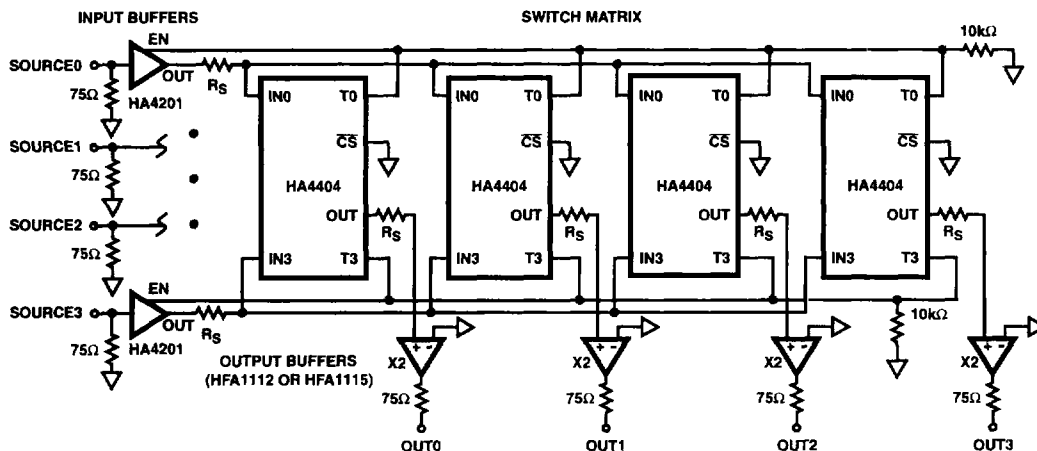 INPUT BUFFERS
SWITCH MATRIX
EN
10kΩ
SOURCE0
OUT
RS
75Ω
HA4201
IN0 T0
IN0 T0
IN0 T0
IN0 T0
CS
CS
CS
CS
SOURCE1
75Ω
HA4404
HA4404
HA4404
HA4404
SOURCE2
OUT
OUT
OUT
OUT
RS
RS
RS
RS
75Ω
IN3 T3
IN3 T3
IN3 T3
IN3 T3
EN
SOURCE3
OUT
RS
10kΩ
75Ω
HA4201
OUTPUT BUFFERS
(HFA1112 OR HFA1115)
X2 + -
X2 + -
X2 + -
X2 + -
75Ω
75Ω
75Ω
75Ω
OUT0
OUT1
OUT2
OUT3